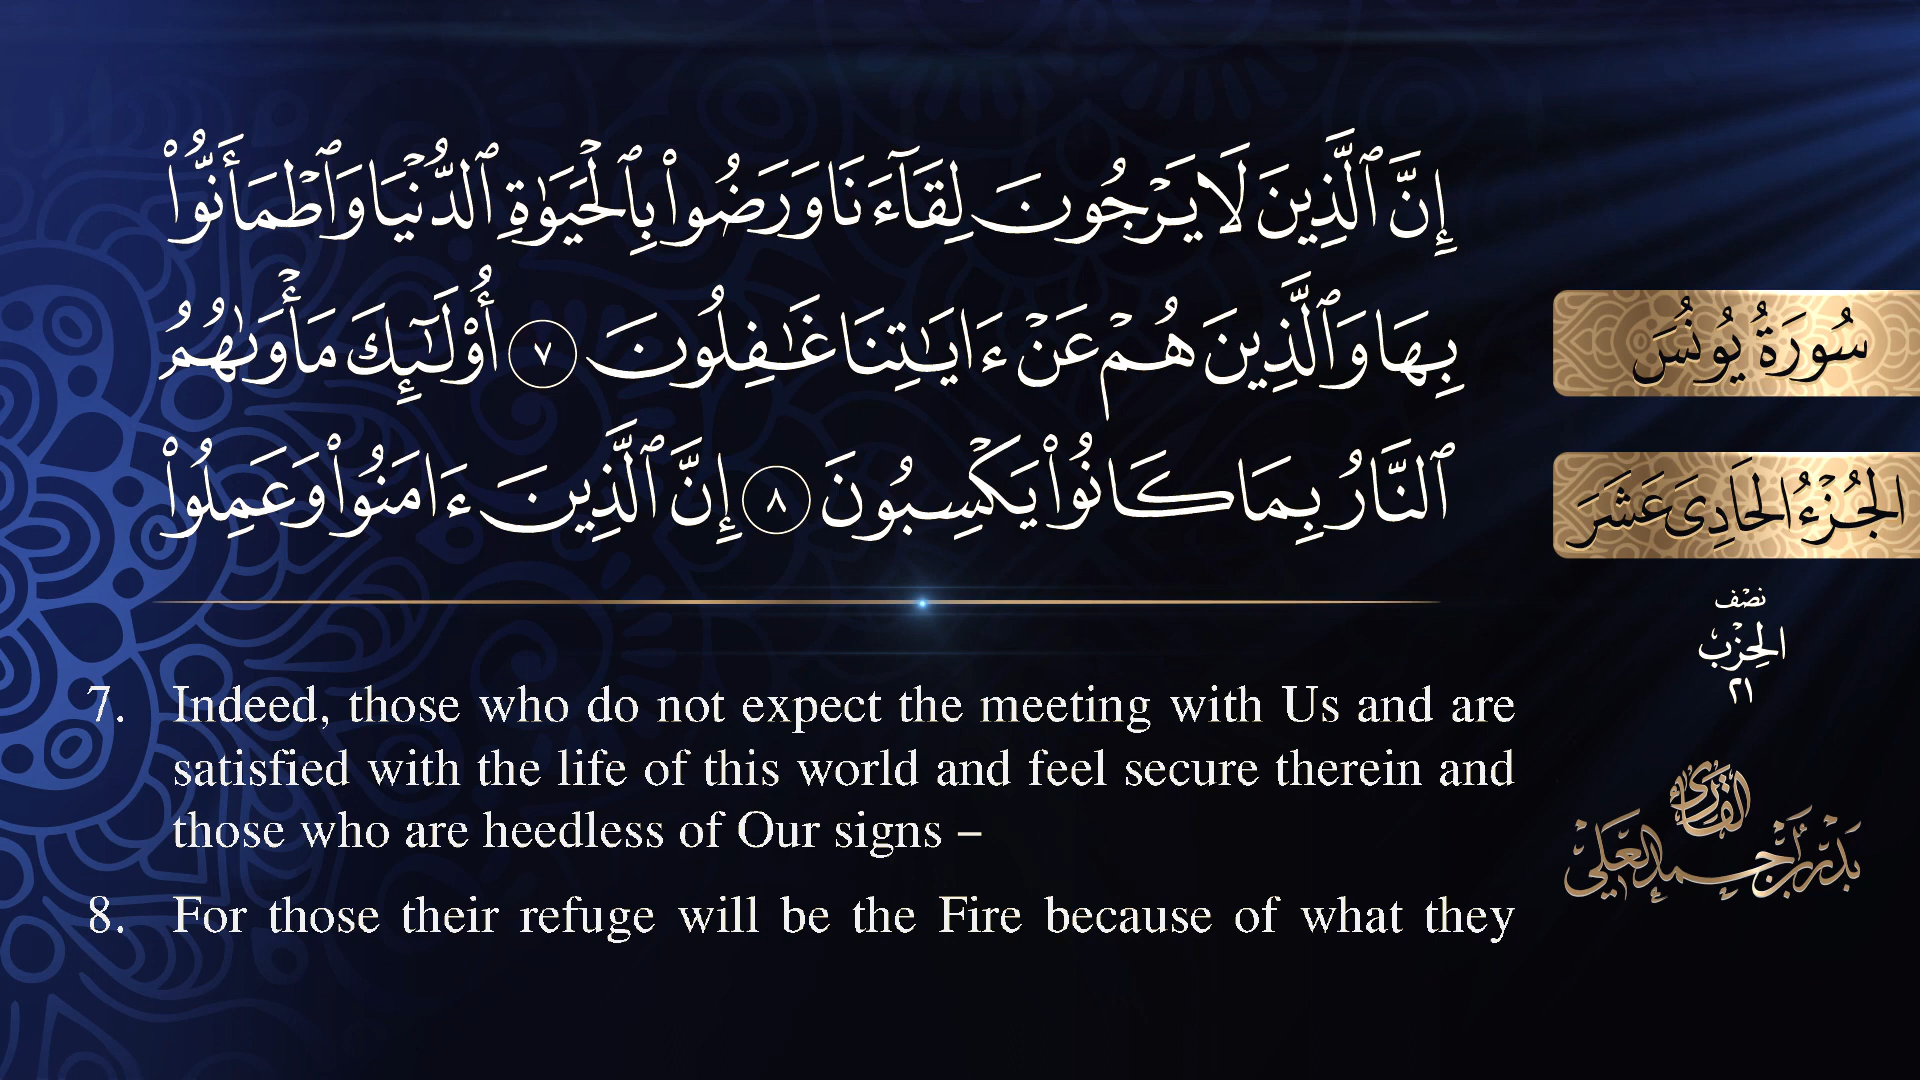 إِنَّ ٱلَّذِينَ لَا يَرْجُونَ لِقَآءَنَا وَرَضُوا۟ بِٱلْحَيَوٰةِ ٱلدُّنْيَا وَٱطْمَأَنُّوا۟
بِهَا وَٱلَّذِينَ هُمْ عَنْ ءَايَـٰتِنَا غَـٰفِلُونَ ٧ أُو۟لَـٰٓئِكَ مَأْوَىٰهُمُ
ٱلنَّارُ بِمَا كَانُوا۟ يَكْسِبُونَ ٨ إِنَّ ٱلَّذِينَ ءَامَنُوا۟ وَعَمِلُوا۟
سُورَةُ يُونُسَ
الجُزْءُ الحَادِىَ عَشَرَ
نصْف
الحِزْب
٢١
القارئ
بدر بن رجب العلي
7. Indeed, those who do not expect the meeting with Us and are
satisfied with the life of this world and feel secure therein and
those who are heedless of Our signs –
8. For those their refuge will be the Fire because of what they